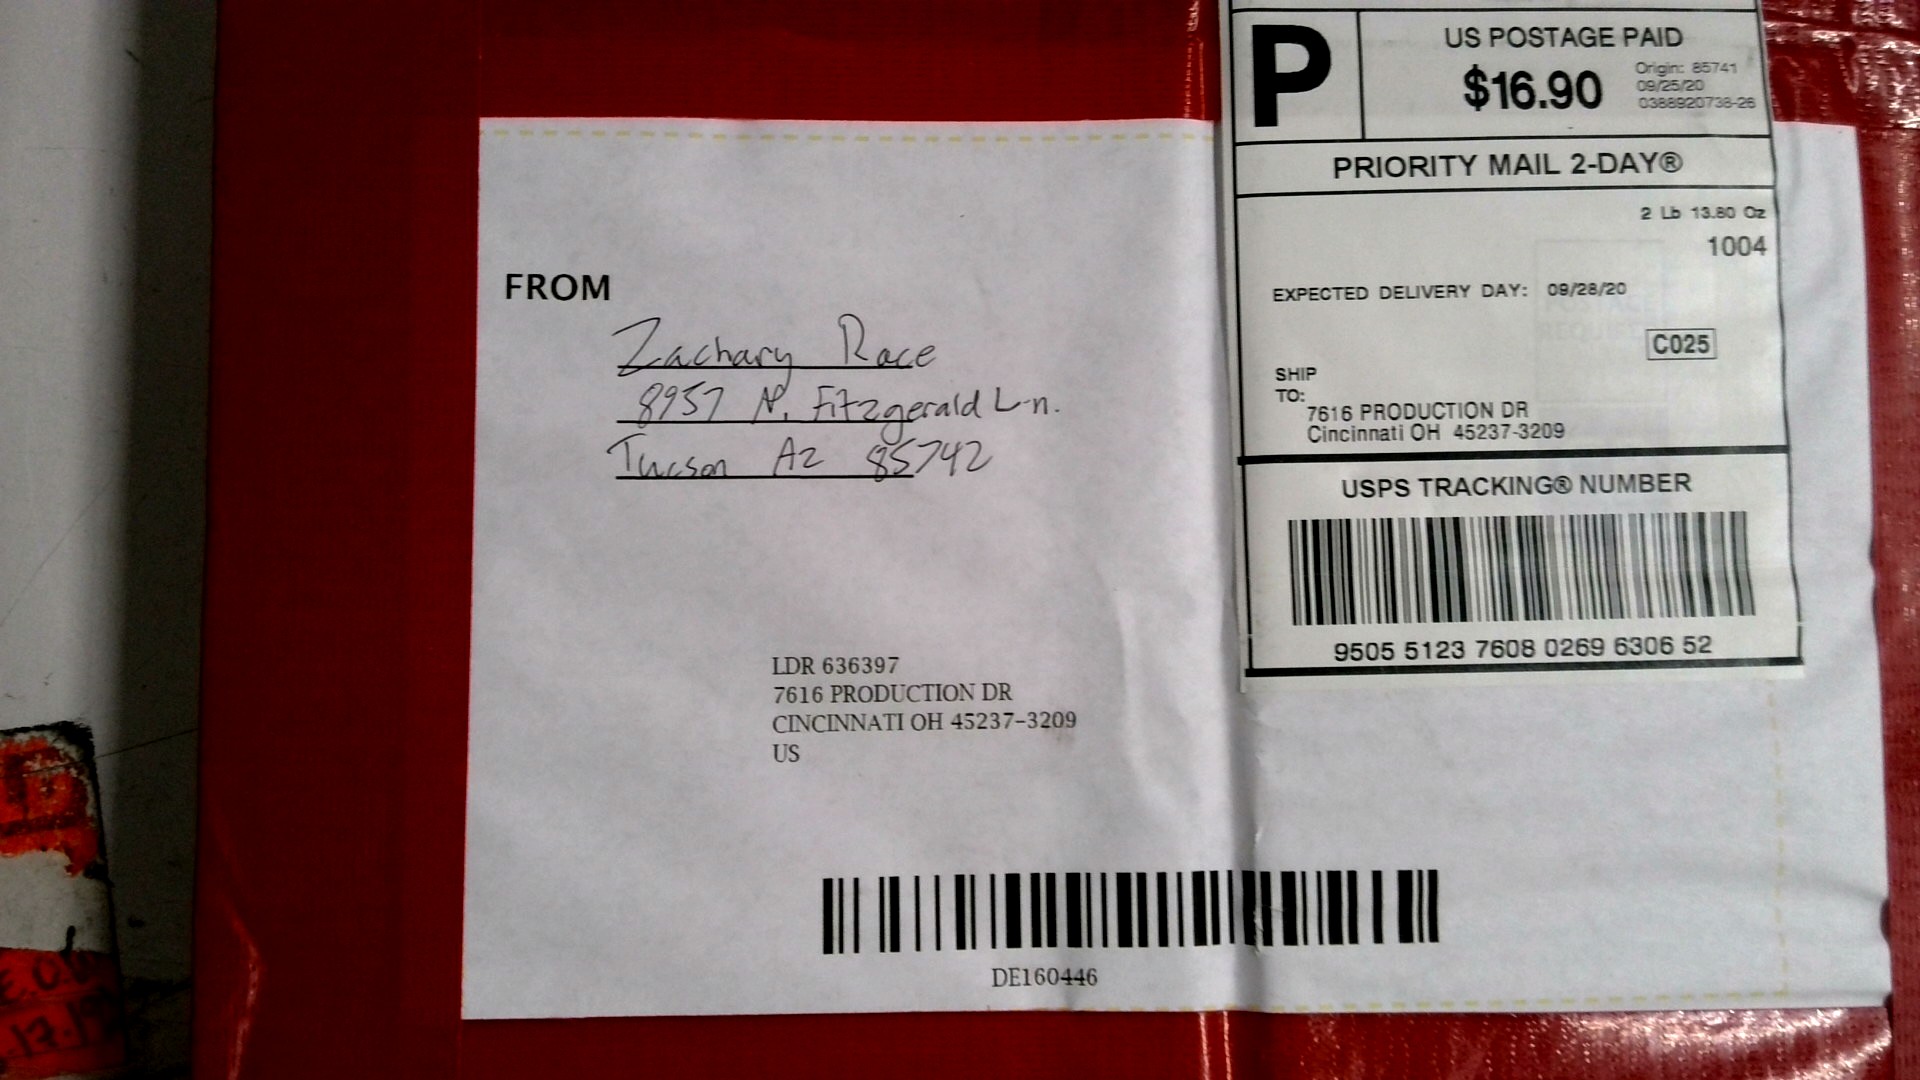 FROM
Zachary Race
8957 N. Fitzgerald Ln.
Tucson Az 85742
LDR 636397
7616 PRODUCTION DR
CINCINNATI OH 45237-3209
US
DE160446
P
US POSTAGE PAID
$16.90
Origin: 85741
09/25/20
0388920738-26
PRIORITY MAIL 2-DAY®
2 Lb 13.80 Oz
1004
EXPECTED DELIVERY DAY: 09/28/20
C025
SHIP
TO:
7616 PRODUCTION DR
Cincinnati OH 45237-3209
USPS TRACKING® NUMBER
9505 5123 7608 0269 6306 52